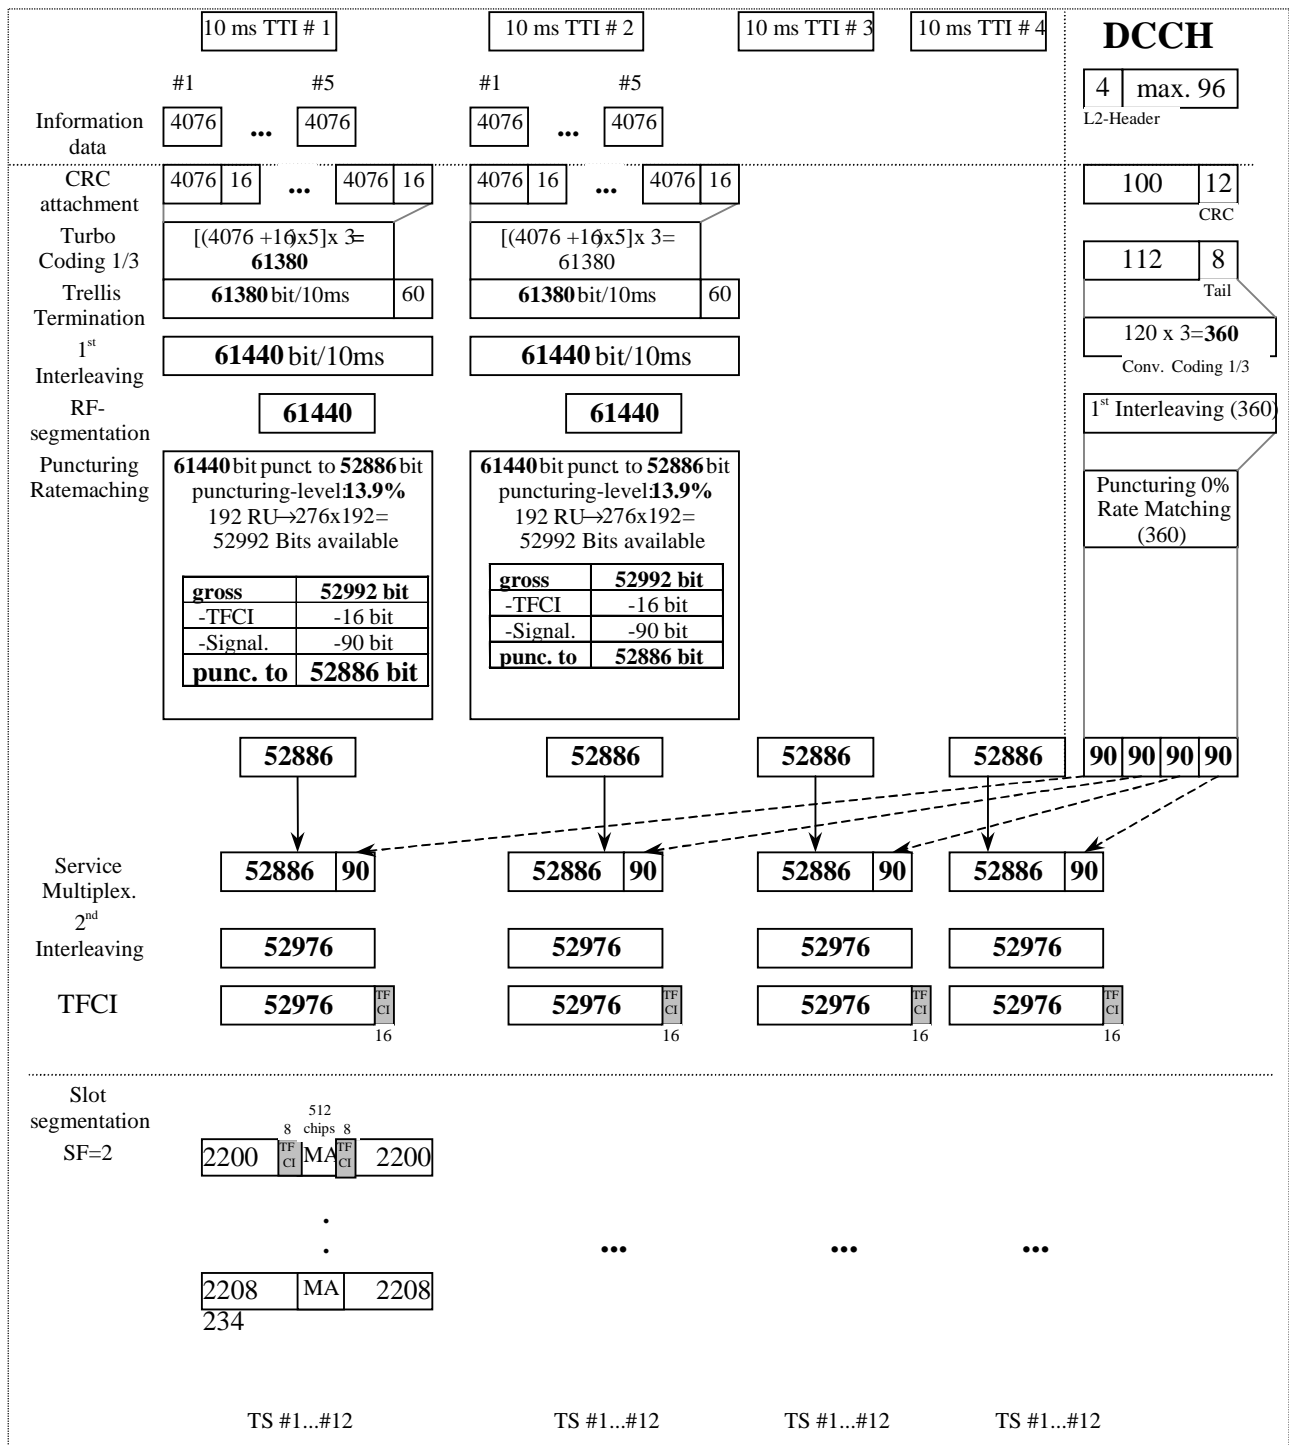 10 ms TTI # 1
10 ms TTI # 2
10 ms TTI # 3
10 ms TTI # 4
DCCH
#1
#5
#1
#5
4
max. 96
L2-Header
Information
data
4076
...
4076
4076
...
4076
CRC
attachment
4076
16
...
4076
16
4076
16
...
4076
16
100
12
CRC
Turbo
Coding 1/3
[(4076 +16)x5]x 3=
61380
[(4076 +16)x5]x 3=
61380
112
8
Tail
Trellis
Termination
61380 bit/10ms
60
61380 bit/10ms
60
120 x 3=360
Conv. Coding 1/3
1st
Interleaving
61440 bit/10ms
61440 bit/10ms
1st Interleaving (360)
RF-
segmentation
61440
61440
Puncturing
Ratemaching
61440 bit punct. to 52886 bit
puncturing-level:13.9%
192 RU→276x192=
52992 Bits available
gross 52992 bit
-TFCI -16 bit
-Signal. -90 bit
punc. to 52886 bit
61440 bit punct. to 52886 bit
puncturing-level:13.9%
192 RU→276x192=
52992 Bits available
gross 52992 bit
-TFCI -16 bit
-Signal. -90 bit
punc. to 52886 bit
Puncturing 0%
Rate Matching
(360)
52886
52886
52886
52886
90 90 90 90
Service
Multiplex.
52886 90
52886 90
52886 90
52886 90
2nd
Interleaving
52976
52976
52976
52976
TFCI
52976
TF
CI
16
52976
TF
CI
16
52976
TF
CI
16
52976
TF
CI
16
Slot
segmentation
SF=2
512
chips
8
8
2200
TF
CI
MA
TF
CI
2200
.
.
...
...
...
2208
MA
2208
234
TS #1...#12
TS #1...#12
TS #1...#12
TS #1...#12